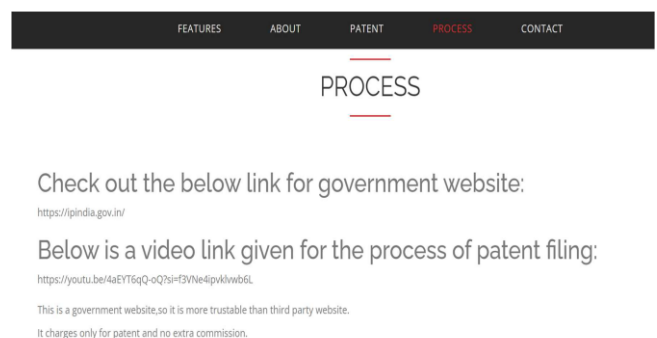 FEATURES ABOUT PATENT PROCESS CONTACT
PROCESS
Check out the below link for government website:
https://ipindia.gov.in/
Below is a video link given for the process of patent filing:
https://youtu.be/4aEYT6qQ-oQ?si=f3VNe4ipvklvwb6L
This is a government website,so it is more trustable than third party website.
It charges only for patent and no extra commission.